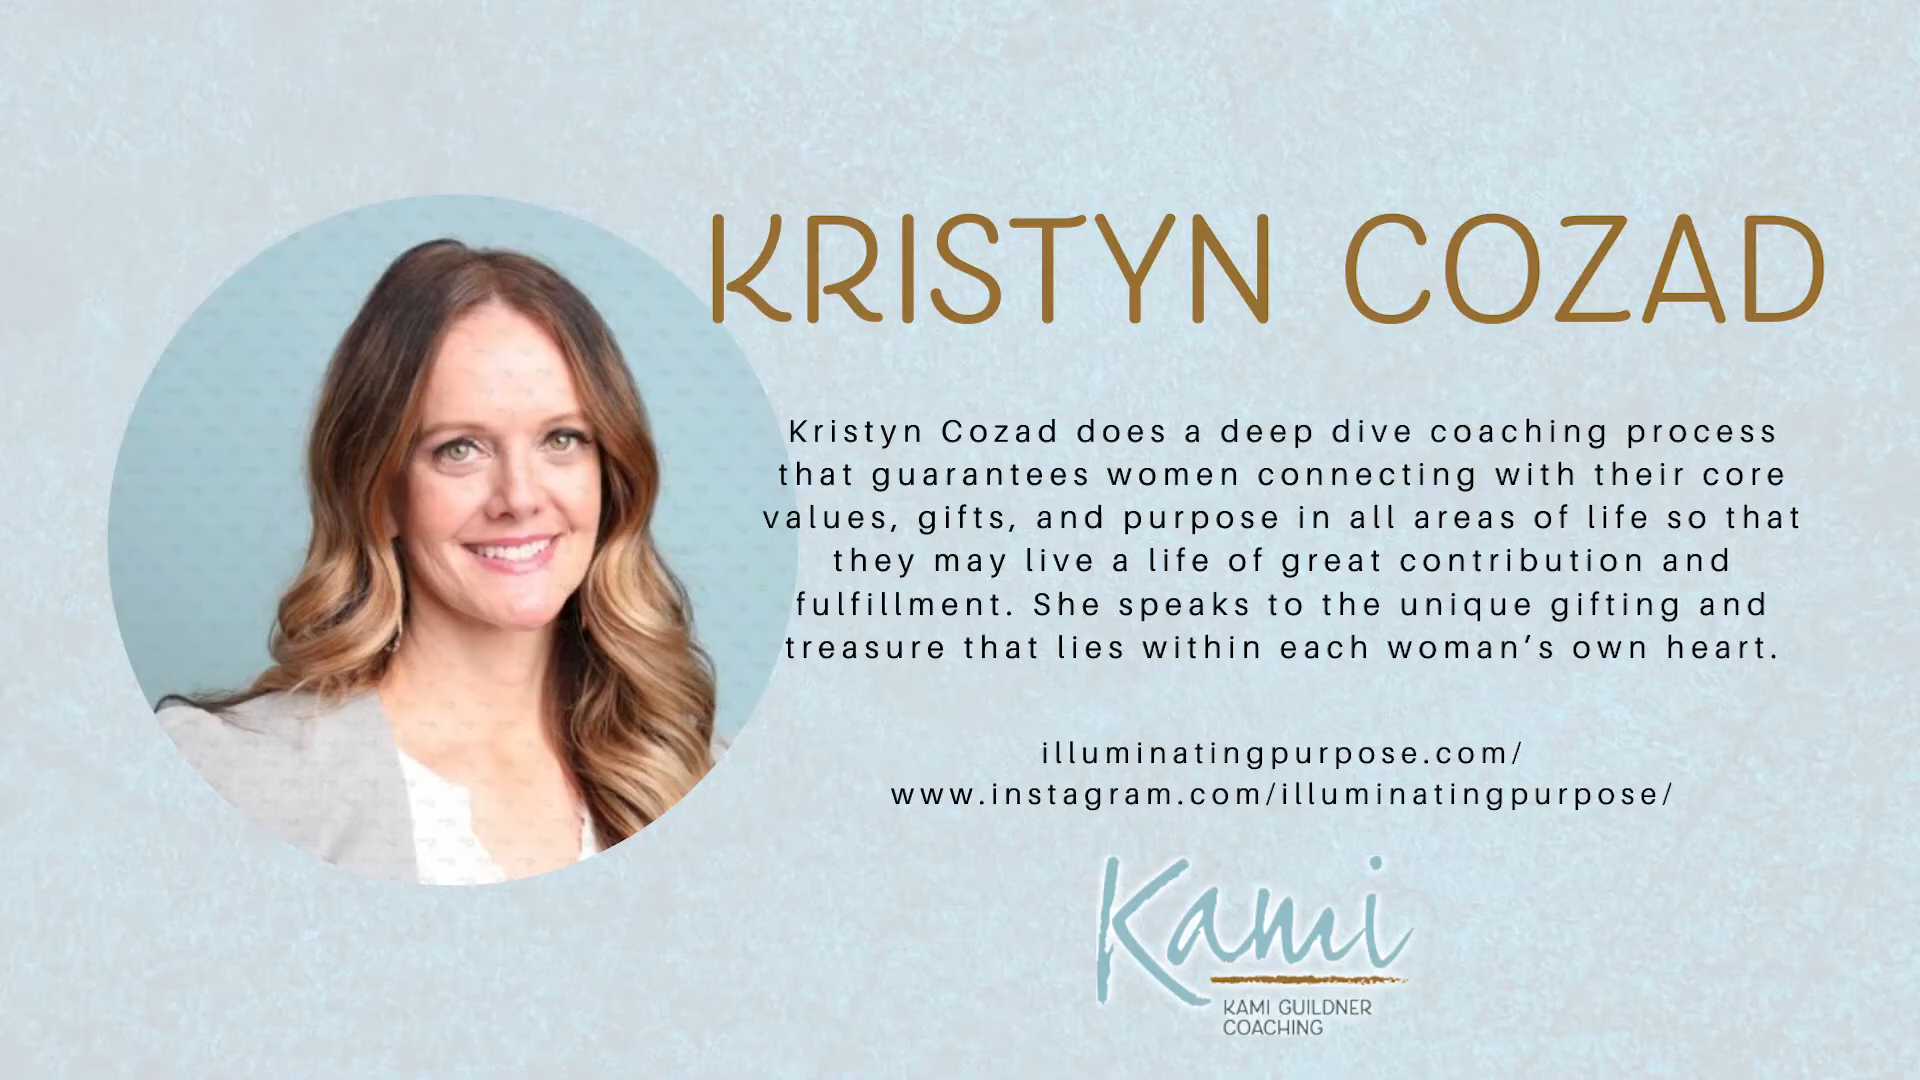 KRISTYN COZAD
Kristyn Cozad does a deep dive coaching process
that guarantees women connecting with their core
values, gifts, and purpose in all areas of life so that
they may live a life of great contribution and
fulfillment. She speaks to the unique gifting and
treasure that lies within each woman’s own heart.
illuminatingpurpose.com/
www.instagram.com/illuminatingpurpose/
Kami
KAMI GUILDNER
COACHING